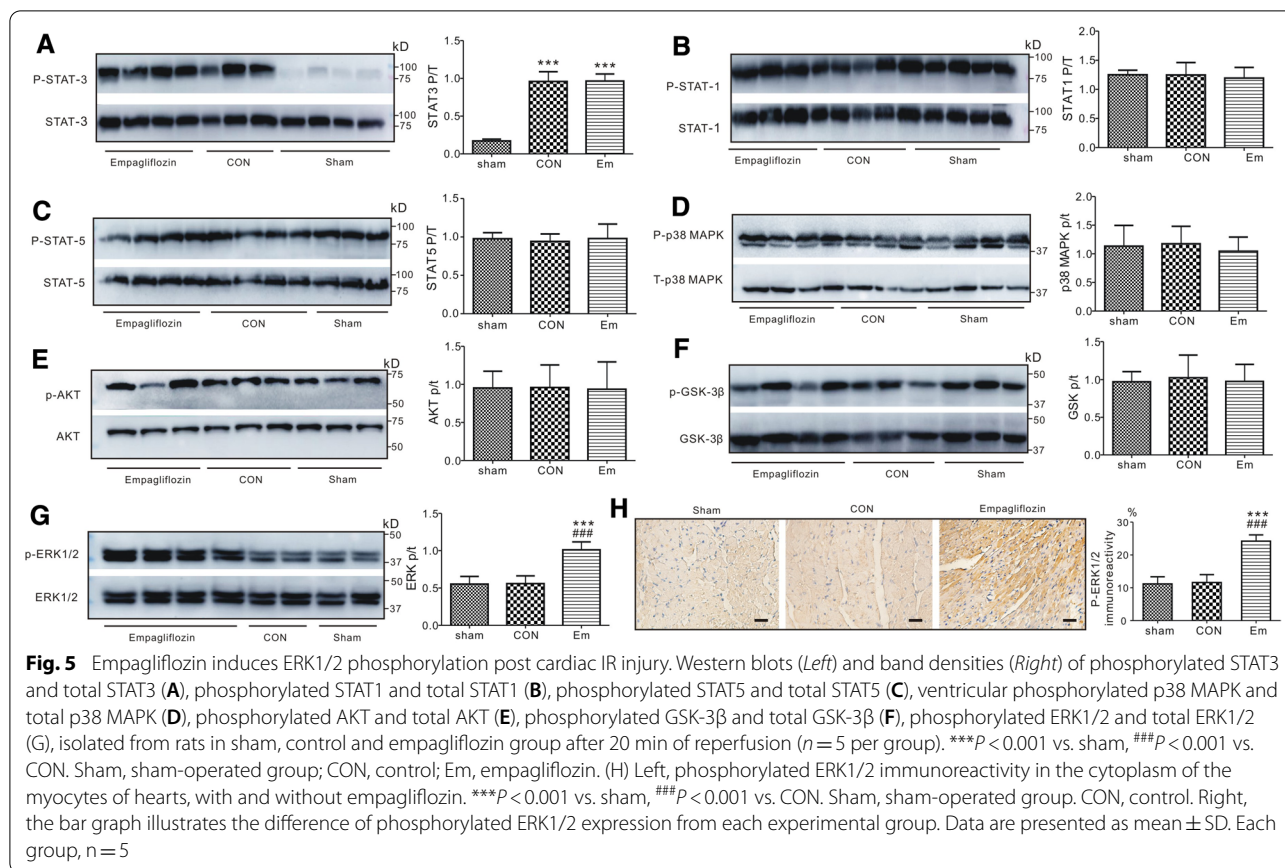 A
kD
P-STAT-3
100
75
STAT-3
100
75
Empagliflozin CON Sham
STAT3 P/T
1.5
1.0
0.5
0.0
***
***
sham CON Em
B
kD
P-STAT-1
100
75
STAT-1
100
75
Empagliflozin CON Sham
STAT1 P/T
2.0
1.5
1.0
0.5
0.0
sham CON Em
C
kD
P-STAT-5
100
75
STAT-5
100
75
Empagliflozin CON Sham
STAT5 P/T
1.5
1.0
0.5
0.0
sham CON Em
D
kD
P-p38 MAPK
37
T-p38 MAPK
37
Empagliflozin CON Sham
p38 MAPK p/t
2.0
1.5
1.0
0.5
0.0
sham CON Em
E
kD
p-AKT
75
50
AKT
75
50
Empagliflozin CON Sham
AKT p/t
1.5
1.0
0.5
0.0
sham CON Em
F
kD
p-GSK-3β
50
37
GSK-3β
50
37
Empagliflozin CON Sham
GSK p/t
1.5
1.0
0.5
0.0
sham CON Em
G
kD
p-ERK1/2
50
37
ERK1/2
50
37
Empagliflozin CON Sham
ERK p/t
1.5
1.0
0.5
0.0
***
###
sham CON Em
H
Sham CON Empagliflozin
%
P-ERK1/2
immunoreactivity
30
20
10
0
***
###
sham CON Em
Fig. 5 Empagliflozin induces ERK1/2 phosphorylation post cardiac IR injury. Western blots (Left) and band densities (Right) of phosphorylated STAT3
and total STAT3 (A), phosphorylated STAT1 and total STAT1 (B), phosphorylated STAT5 and total STAT5 (C), ventricular phosphorylated p38 MAPK and
total p38 MAPK (D), phosphorylated AKT and total AKT (E), phosphorylated GSK-3β and total GSK-3β (F), phosphorylated ERK1/2 and total ERK1/2
(G), isolated from rats in sham, control and empagliflozin group after 20 min of reperfusion (n = 5 per group). ***P < 0.001 vs. sham, ###P < 0.001 vs.
CON. Sham, sham-operated group; CON, control; Em, empagliflozin. (H) Left, phosphorylated ERK1/2 immunoreactivity in the cytoplasm of the
myocytes of hearts, with and without empagliflozin. ***P < 0.001 vs. sham, ###P < 0.001 vs. CON. Sham, sham-operated group. CON, control. Right,
the bar graph illustrates the difference of phosphorylated ERK1/2 expression from each experimental group. Data are presented as mean ± SD. Each
group, n = 5